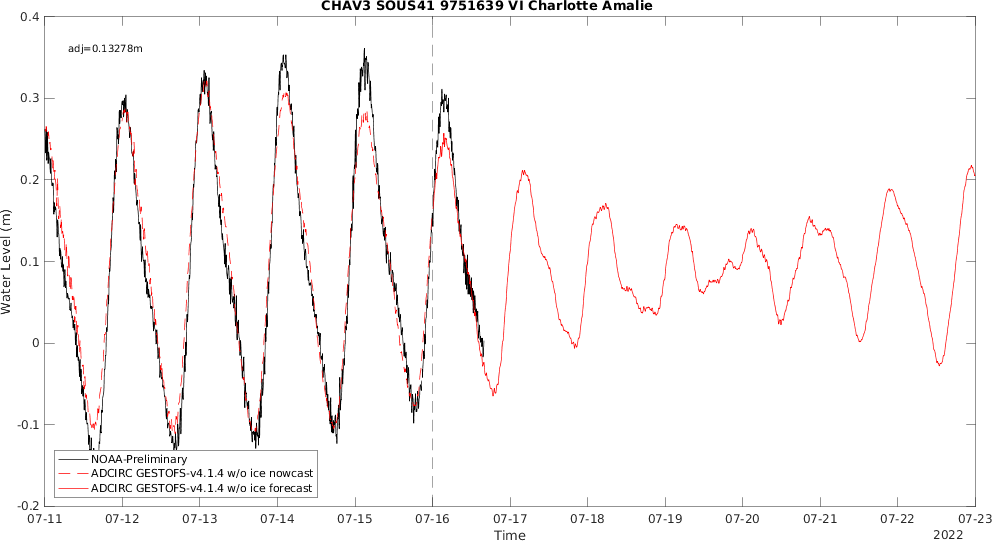 CHAV3 SOUS41 9751639 VI Charlotte Amalie
adj=0.13278m
0.4
0.3
0.2
0.1
0
-0.1
-0.2
Water Level (m)
NOAA-Preliminary
ADCIRC GESTOFS-v4.1.4 w/o ice nowcast
ADCIRC GESTOFS-v4.1.4 w/o ice forecast
07-11 07-12 07-13 07-14 07-15 07-16 07-17 07-18 07-19 07-20 07-21 07-22 07-23
Time
2022